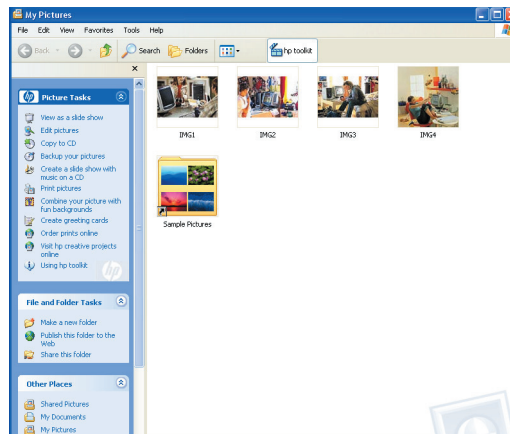 My Pictures
File Edit View Favorites Tools Help
Back Search Folders hp toolkit
Picture Tasks
View as a slide show
Edit pictures
Copy to CD
Backup your pictures
Create a slide show with
music on a CD
Print pictures
Combine your picture with
fun backgrounds
Create greeting cards
Order prints online
Visit hp creative projects
online
Using hp toolkit
File and Folder Tasks
Make a new folder
Publish this folder to the
Web
Share this folder
Other Places
Shared Pictures
My Documents
My Pictures
IMG1 IMG2 IMG3 IMG4
Sample Pictures